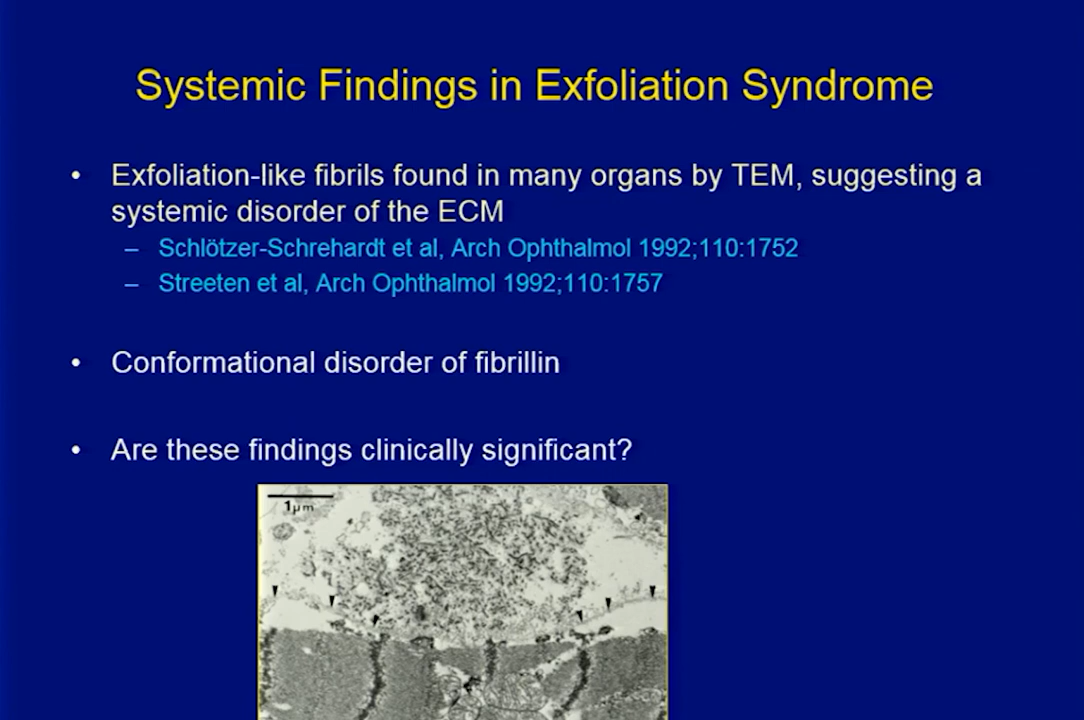 Systemic Findings in Exfoliation Syndrome
• Exfoliation-like fibrils found in many organs by TEM, suggesting a
systemic disorder of the ECM
– Schlötzer-Schrehardt et al, Arch Ophthalmol 1992;110:1752
– Streeten et al, Arch Ophthalmol 1992;110:1757
• Conformational disorder of fibrillin
• Are these findings clinically significant?
1µm